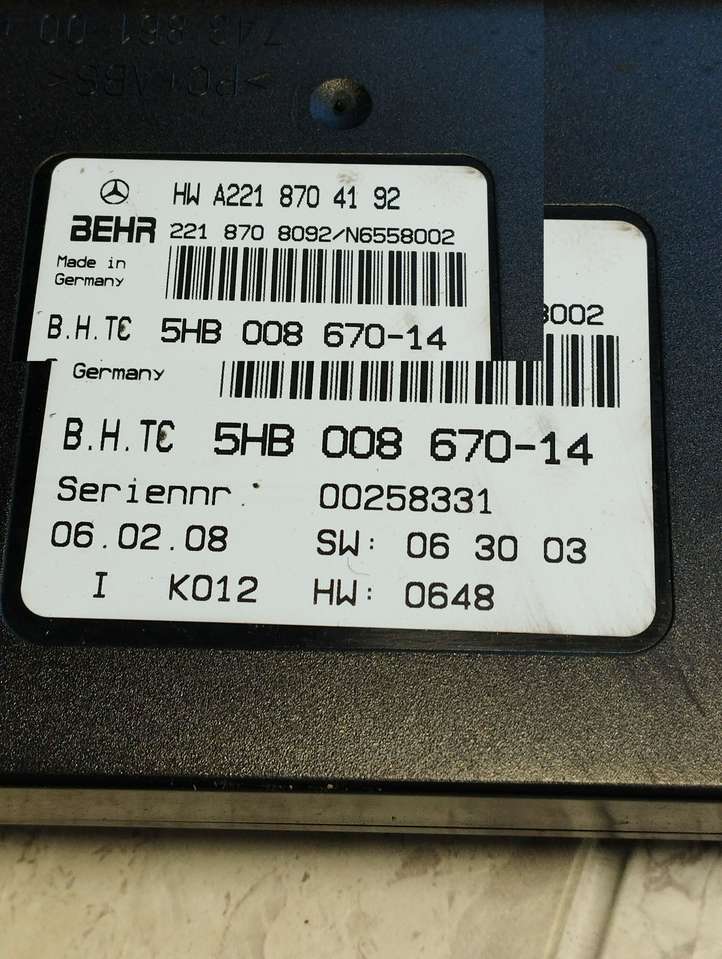 >PC+ABS<
HW A221 870 41 92
BEHR 221 870 8092/N6558002
Made in
Germany
B.H.TC 5HB 008 670-14
8002
Germany
B.H.TC 5HB 008 670-14
Seriennr. 00258331
06.02.08 SW: 06 30 03
I K012 HW: 0648